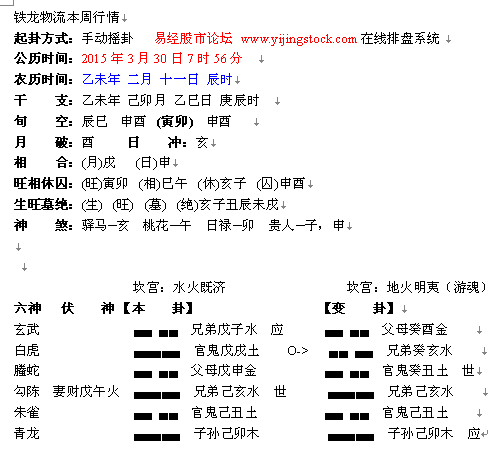 铁龙物流本周行情
起卦方式：手动摇卦 易经股市论坛 www.yijingstock.com 在线排盘系统
公历时间：2015 年 3 月 30 日 7 时 56 分
农历时间：乙未年 二月 十一日 辰时
干 支：乙未年 己卯月 乙巳日 庚辰时
旬 空：辰巳 申酉 (寅卯) 申酉
月 破：酉 日 冲：亥
相 合：(月)戌 (日)申
旺相休囚：(旺)寅卯 (相)巳午 (休)亥子 (囚)申酉
生旺墓绝：(生) (旺) (墓) (绝)亥子丑辰未戌
神 煞：驿马—亥 桃花—午 日禄—卯 贵人—子，申
坎宫：水火既济 坎宫：地火明夷（游魂）
六神 伏 神【本 卦】 【变 卦】
玄武 兄弟戊子水 应 父母癸酉金
白虎 官鬼戊戌土 O-> 兄弟癸亥水
螣蛇 父母戊申金 官鬼癸丑土 世
勾陈 妻财戊午火 兄弟己亥水 世 兄弟己亥水
朱雀 官鬼己丑土 官鬼己丑土
青龙 子孙己卯木 子孙己卯木 应